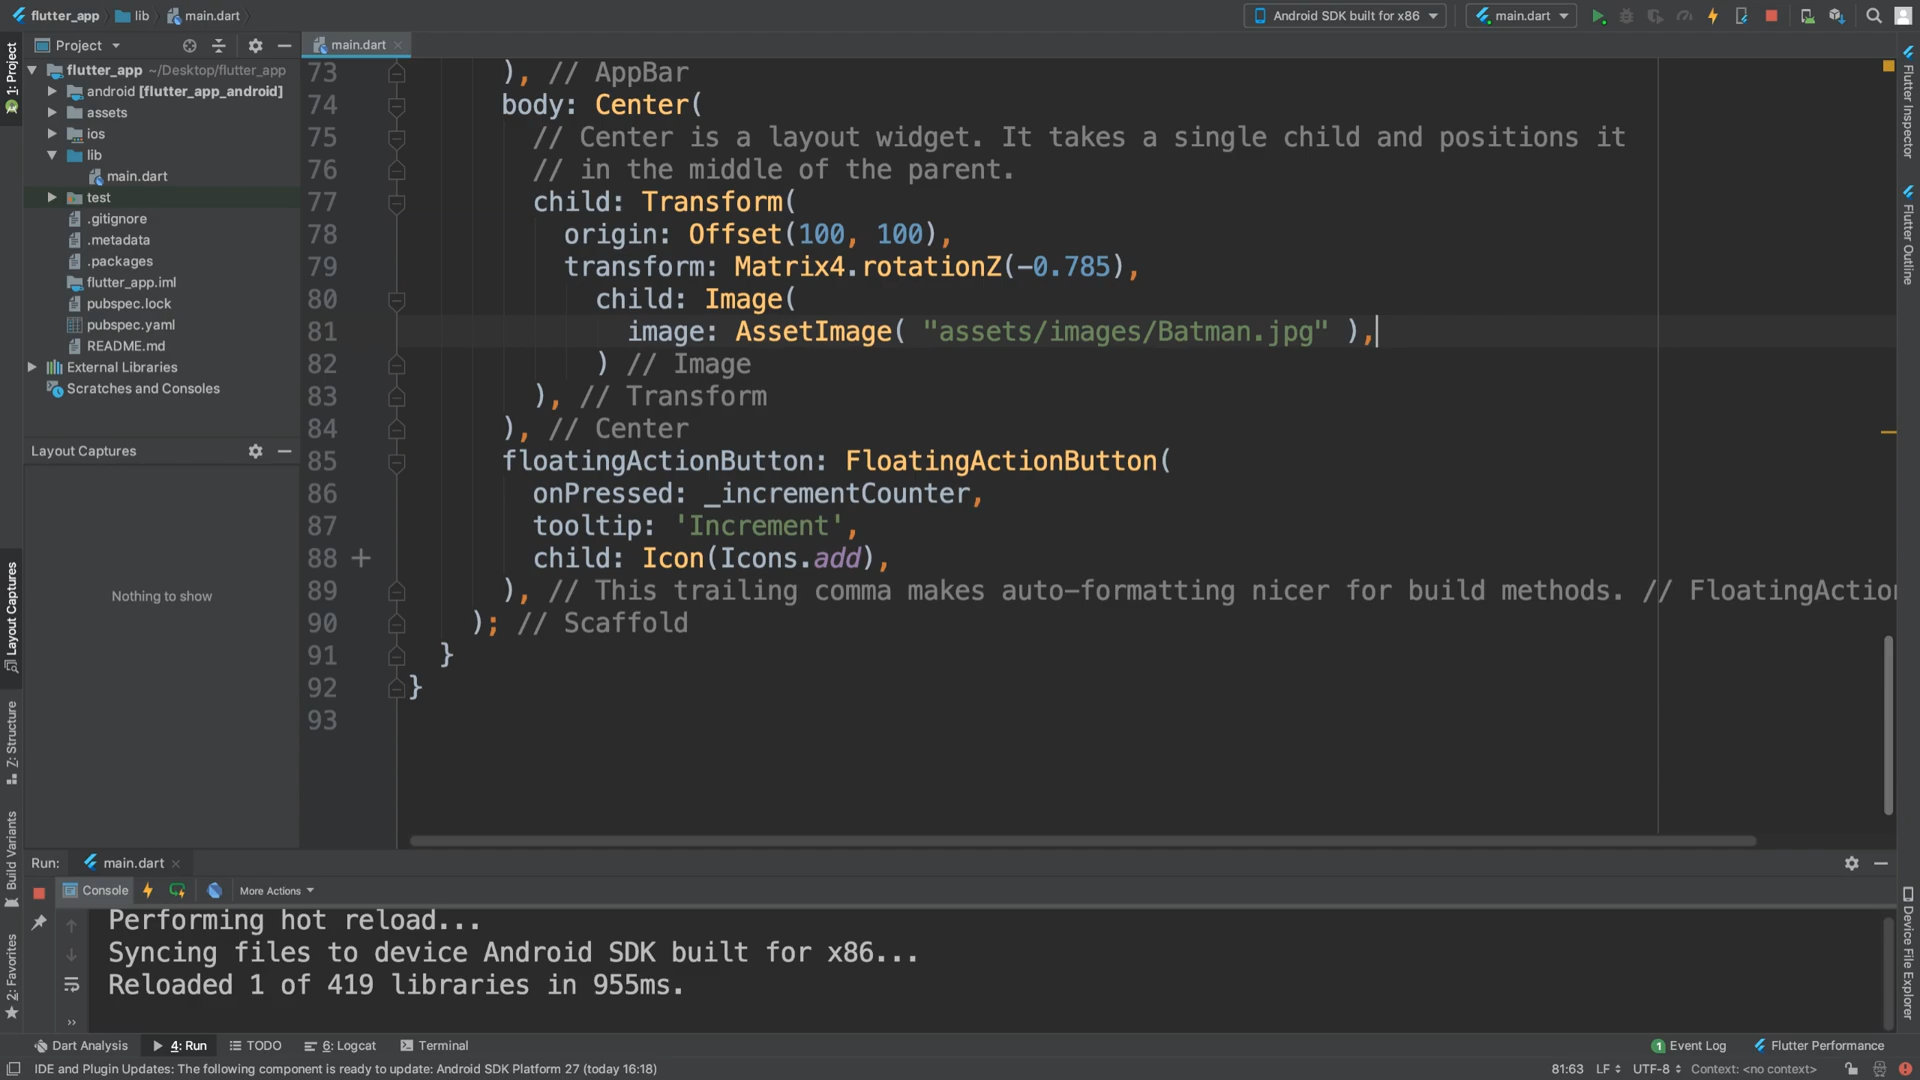 flutter_app lib main.dart Android SDK built for x86 main.dart
1: Project Project main.dart Flutter Inspector
flutter_app ~/Desktop/flutter_app
android [flutter_app_android]
assets
ios
lib
main.dart
test
.gitignore
.metadata
.packages
flutter_app.iml
pubspec.lock
pubspec.yaml
README.md
External Libraries
Scratches and Consoles
Flutter Outline
Layout Captures
Nothing to show
Layout Captures
Z: Structure
Build Variants
2: Favorites
73 ), // AppBar
74 body: Center(
75 // Center is a layout widget. It takes a single child and positions it
76 // in the middle of the parent.
77 child: Transform(
78 origin: Offset(100, 100),
79 transform: Matrix4.rotationZ(-0.785),
80 child: Image(
81 image: AssetImage( "assets/images/Batman.jpg" ),
82 ) // Image
83 ), // Transform
84 ), // Center
85 floatingActionButton: FloatingActionButton(
86 onPressed: _incrementCounter,
87 tooltip: 'Increment',
88 child: Icon(Icons.add),
89 ), // This trailing comma makes auto-formatting nicer for build methods. // FloatingActio
90 ); // Scaffold
91 }
92 }
93
Run: main.dart
Console More Actions
Performing hot reload...
Syncing files to device Android SDK built for x86...
Reloaded 1 of 419 libraries in 955ms.
Device File Explorer
Dart Analysis 4: Run TODO 6: Logcat Terminal 1 Event Log Flutter Performance
IDE and Plugin Updates: The following component is ready to update: Android SDK Platform 27 (today 16:18) 81:63 LF UTF-8 Context: <no context>